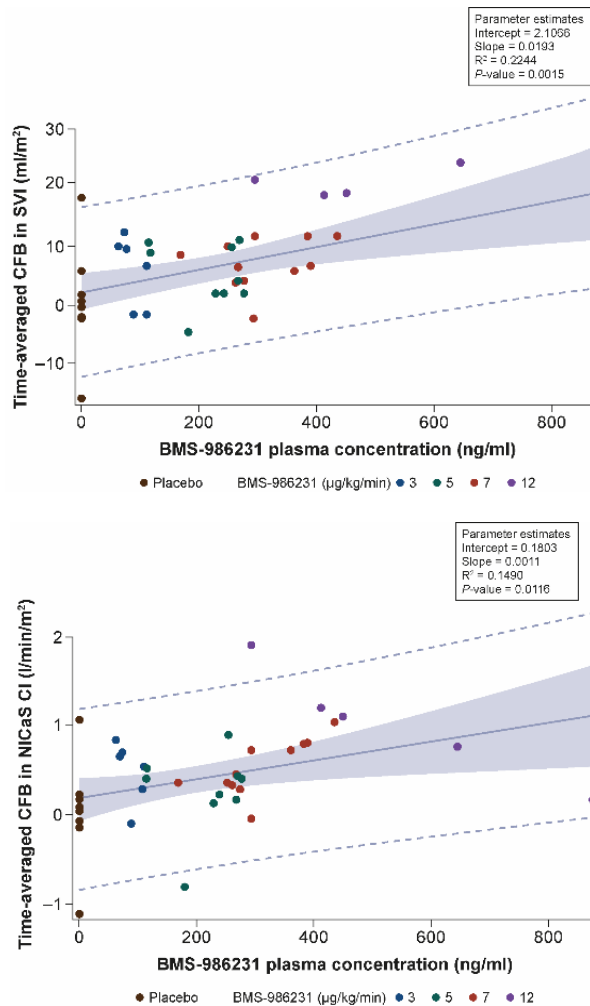 Parameter estimates
Intercept = 2.1066
Slope = 0.0193
R² = 0.2244
P-value = 0.0015
Time-averaged CFB in SVI (ml/m²)
30
20
10
0
−10
0 200 400 600 800
BMS-986231 plasma concentration (ng/ml)
Placebo BMS-986231 (µg/kg/min) 3 5 7 12
Parameter estimates
Intercept = 0.1803
Slope = 0.0011
R² = 0.1490
P-value = 0.0116
Time-averaged CFB in NICaS CI (l/min/m²)
2
1
0
−1
0 200 400 600 800
BMS-986231 plasma concentration (ng/ml)
Placebo BMS-986231 (µg/kg/min) 3 5 7 12